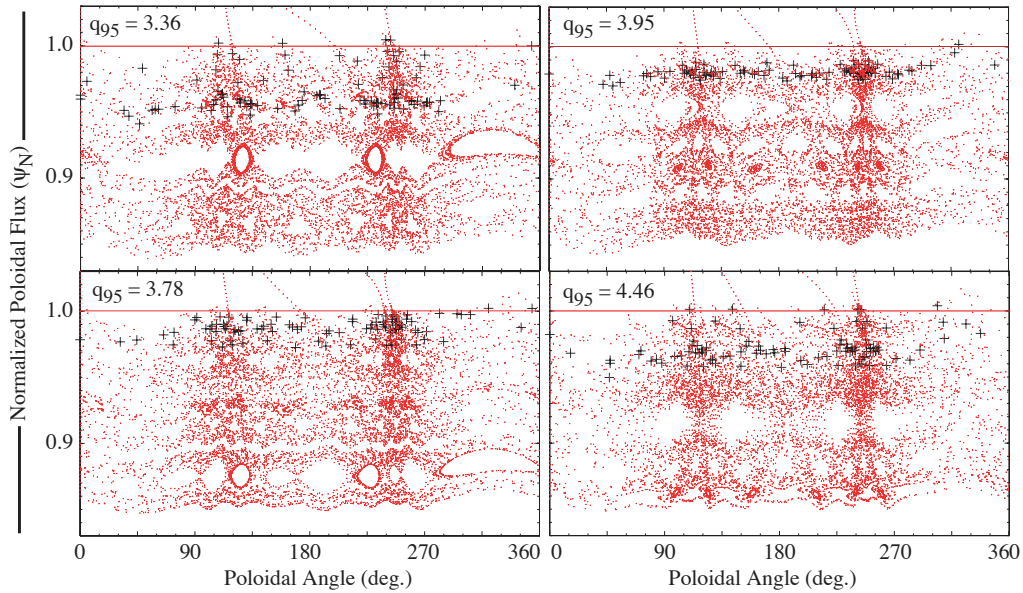 q95 = 3.36
q95 = 3.95
1.0
0.9
q95 = 3.78
q95 = 4.46
1.0
0.9
Normalized Poloidal Flux (ψN)
0 90 180 270 360
90 180 270 360
Poloidal Angle (deg.)
Poloidal Angle (deg.)